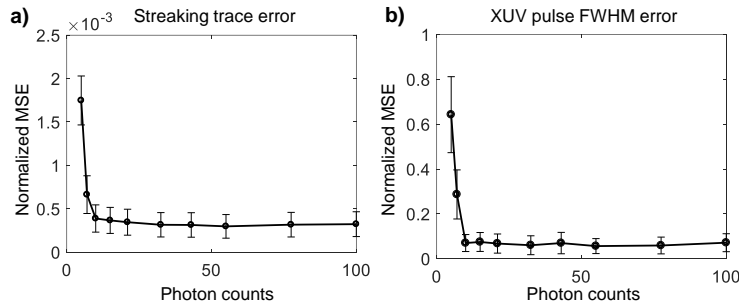 a)
Streaking trace error
×10⁻³
2.5
2
1.5
1
0.5
0
0
50
100
Normalized MSE
Photon counts
b)
XUV pulse FWHM error
1
0.8
0.6
0.4
0.2
0
0
50
100
Normalized MSE
Photon counts